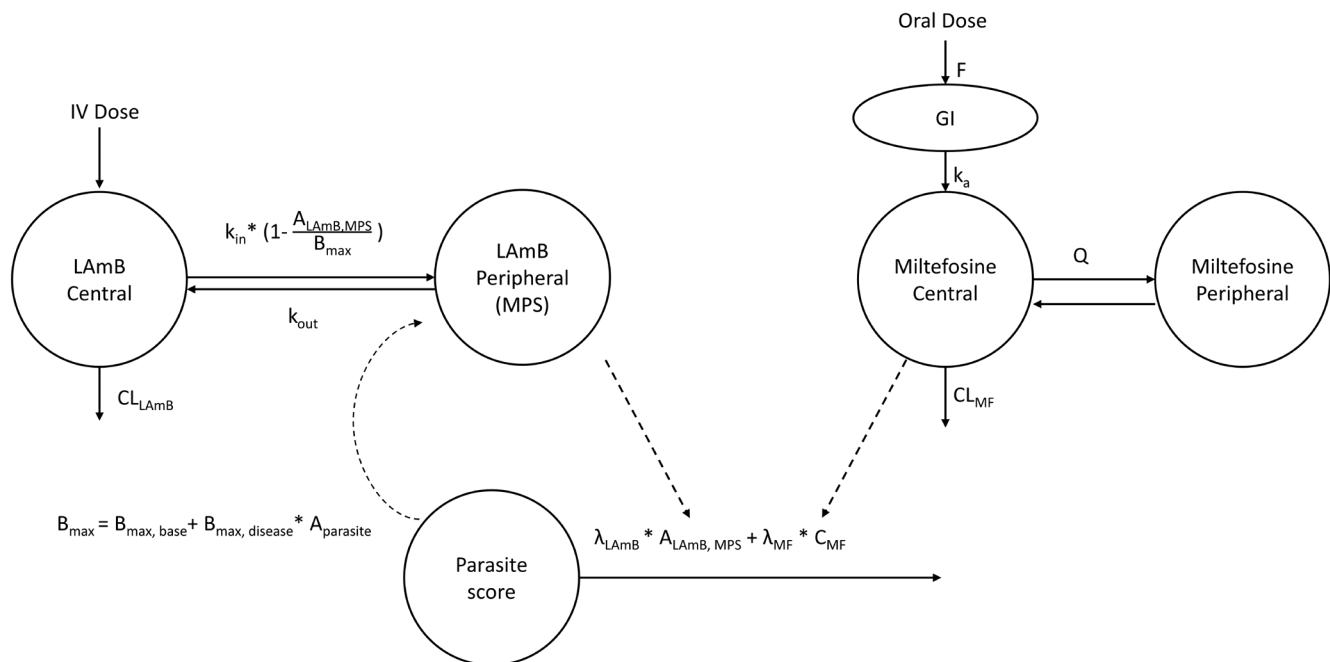 Oral Dose
F
GI
k_a
IV Dose
LAmB
Central
k_in* (1- A_LAmB,MPS / B_max )
k_out
CL_LAmB
LAmB
Peripheral
(MPS)
Miltefosine
Central
Q
Miltefosine
Peripheral
CL_MF
B_max = B_max, base + B_max, disease * A_parasite
Parasite
score
λ_LAmB * A_LAmB, MPS + λ_MF * C_MF